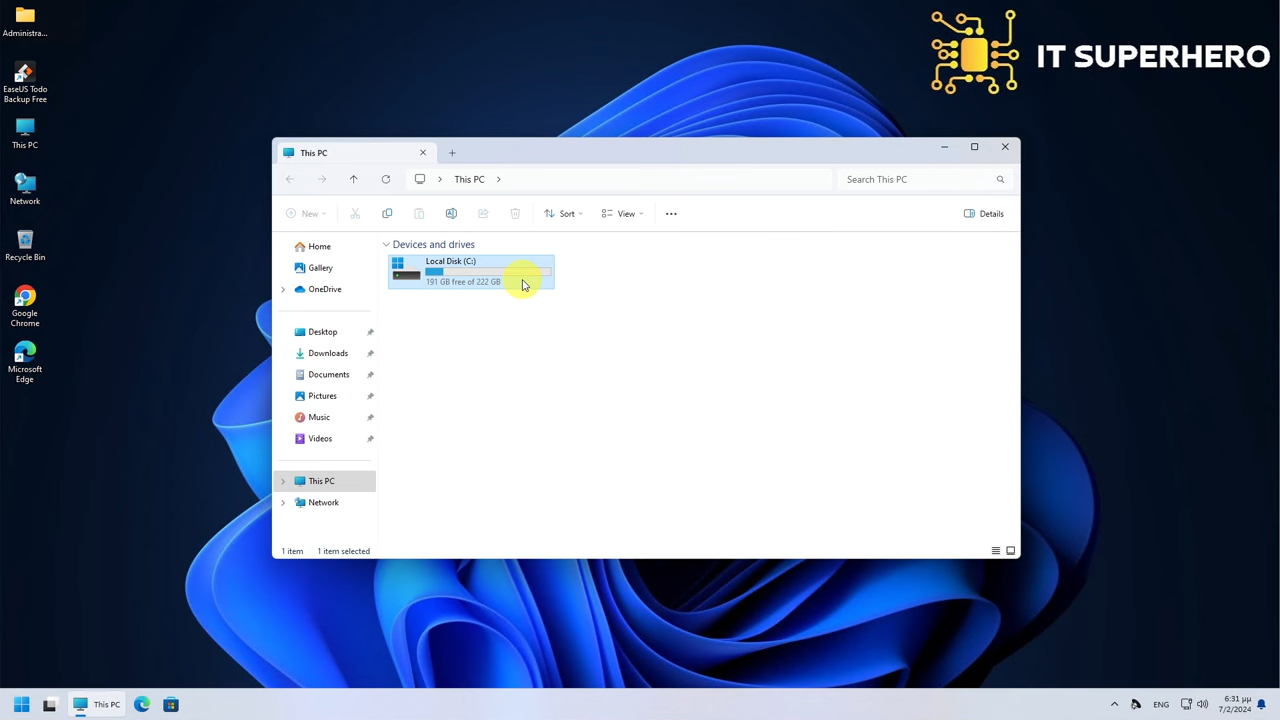 Administra...
EaseUS Todo
Backup Free
This PC
Network
Recycle Bin
Google
Chrome
Microsoft
Edge
IT SUPERHERO
This PC
This PC
Search This PC
New
Sort
View
Details
Home
Gallery
OneDrive
Desktop
Downloads
Documents
Pictures
Music
Videos
This PC
Network
Devices and drives
Local Disk (C:)
191 GB free of 222 GB
1 item
1 item selected
This PC
ENG
6:31 μμ
7/2/2024